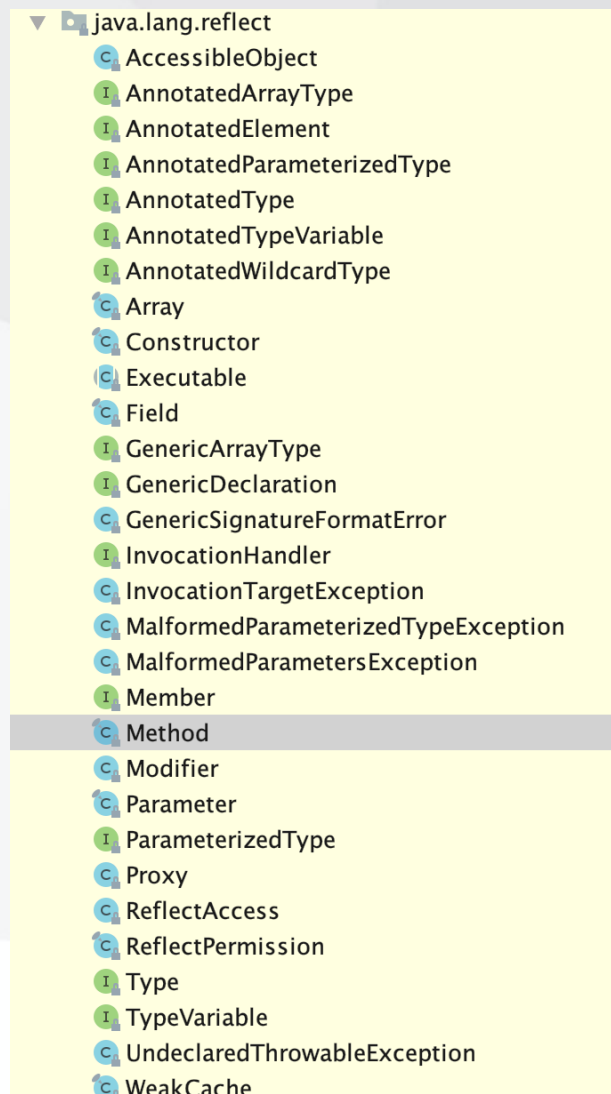 java.lang.reflect
AccessibleObject
AnnotatedArrayType
AnnotatedElement
AnnotatedParameterizedType
AnnotatedType
AnnotatedTypeVariable
AnnotatedWildcardType
Array
Constructor
Executable
Field
GenericArrayType
GenericDeclaration
GenericSignatureFormatError
InvocationHandler
InvocationTargetException
MalformedParameterizedTypeException
MalformedParametersException
Member
Method
Modifier
Parameter
ParameterizedType
Proxy
ReflectAccess
ReflectPermission
Type
TypeVariable
UndeclaredThrowableException
WeakCache